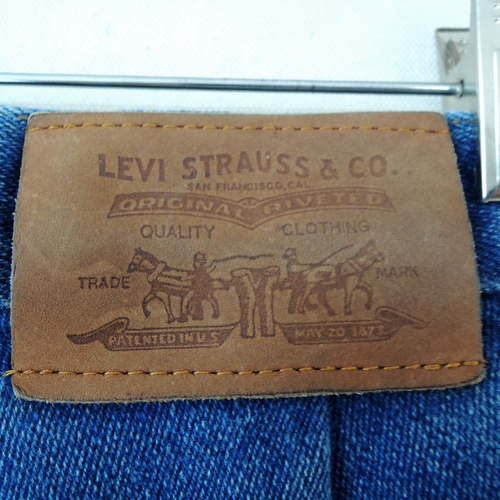 LEVI STRAUSS & CO.
SAN FRANCISCO, CAL.
ORIGINAL RIVETED
QUALITY CLOTHING
TRADE MARK
PATENTED IN U.S. MAY 20 1873